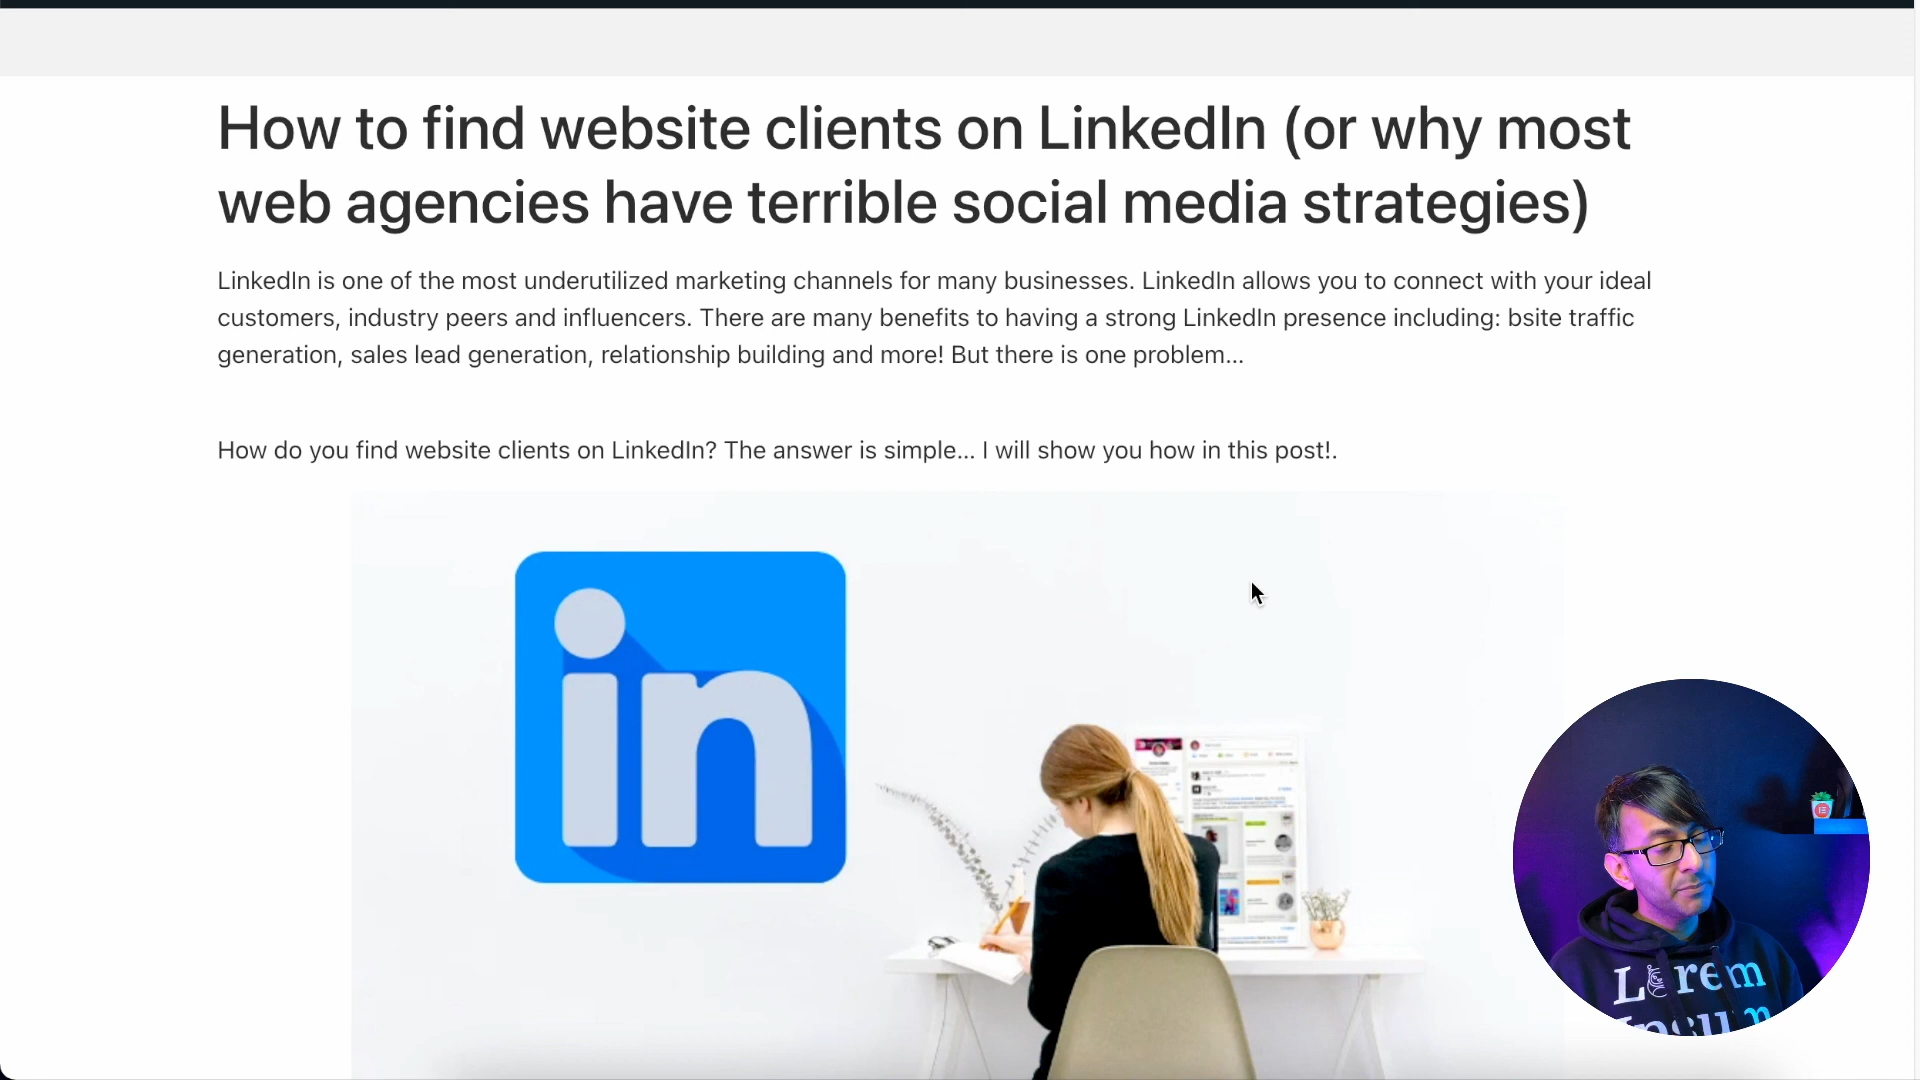 How to find website clients on LinkedIn (or why most
web agencies have terrible social media strategies)
LinkedIn is one of the most underutilized marketing channels for many businesses. LinkedIn allows you to connect with your ideal
customers, industry peers and influencers. There are many benefits to having a strong LinkedIn presence including: bsite traffic
generation, sales lead generation, relationship building and more! But there is one problem...
How do you find website clients on LinkedIn? The answer is simple... I will show you how in this post!.
in
Lorem
Ipsum